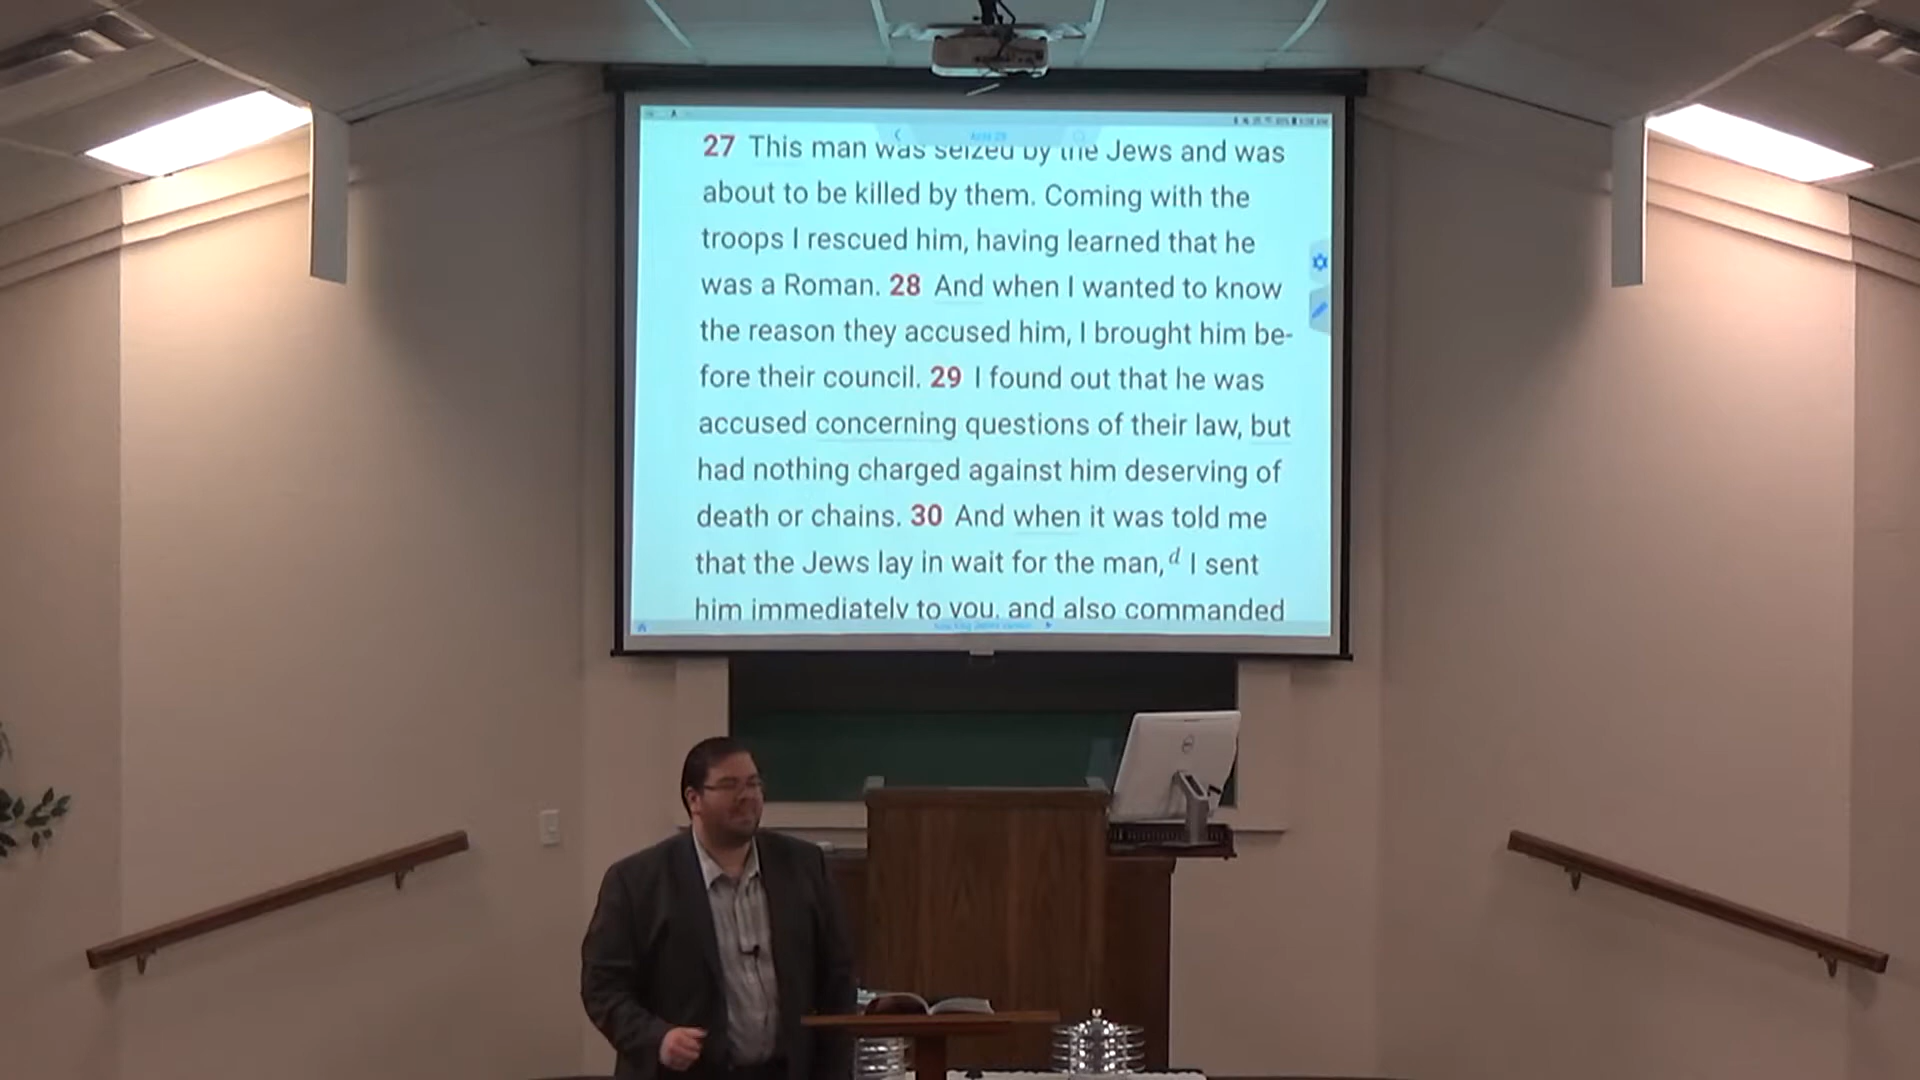 27 This man was seized by the Jews and was
about to be killed by them. Coming with the
troops I rescued him, having learned that he
was a Roman. 28 And when I wanted to know
the reason they accused him, I brought him be-
fore their council. 29 I found out that he was
accused concerning questions of their law, but
had nothing charged against him deserving of
death or chains. 30 And when it was told me
that the Jews lay in wait for the man,d I sent
him immediately to you, and also commanded